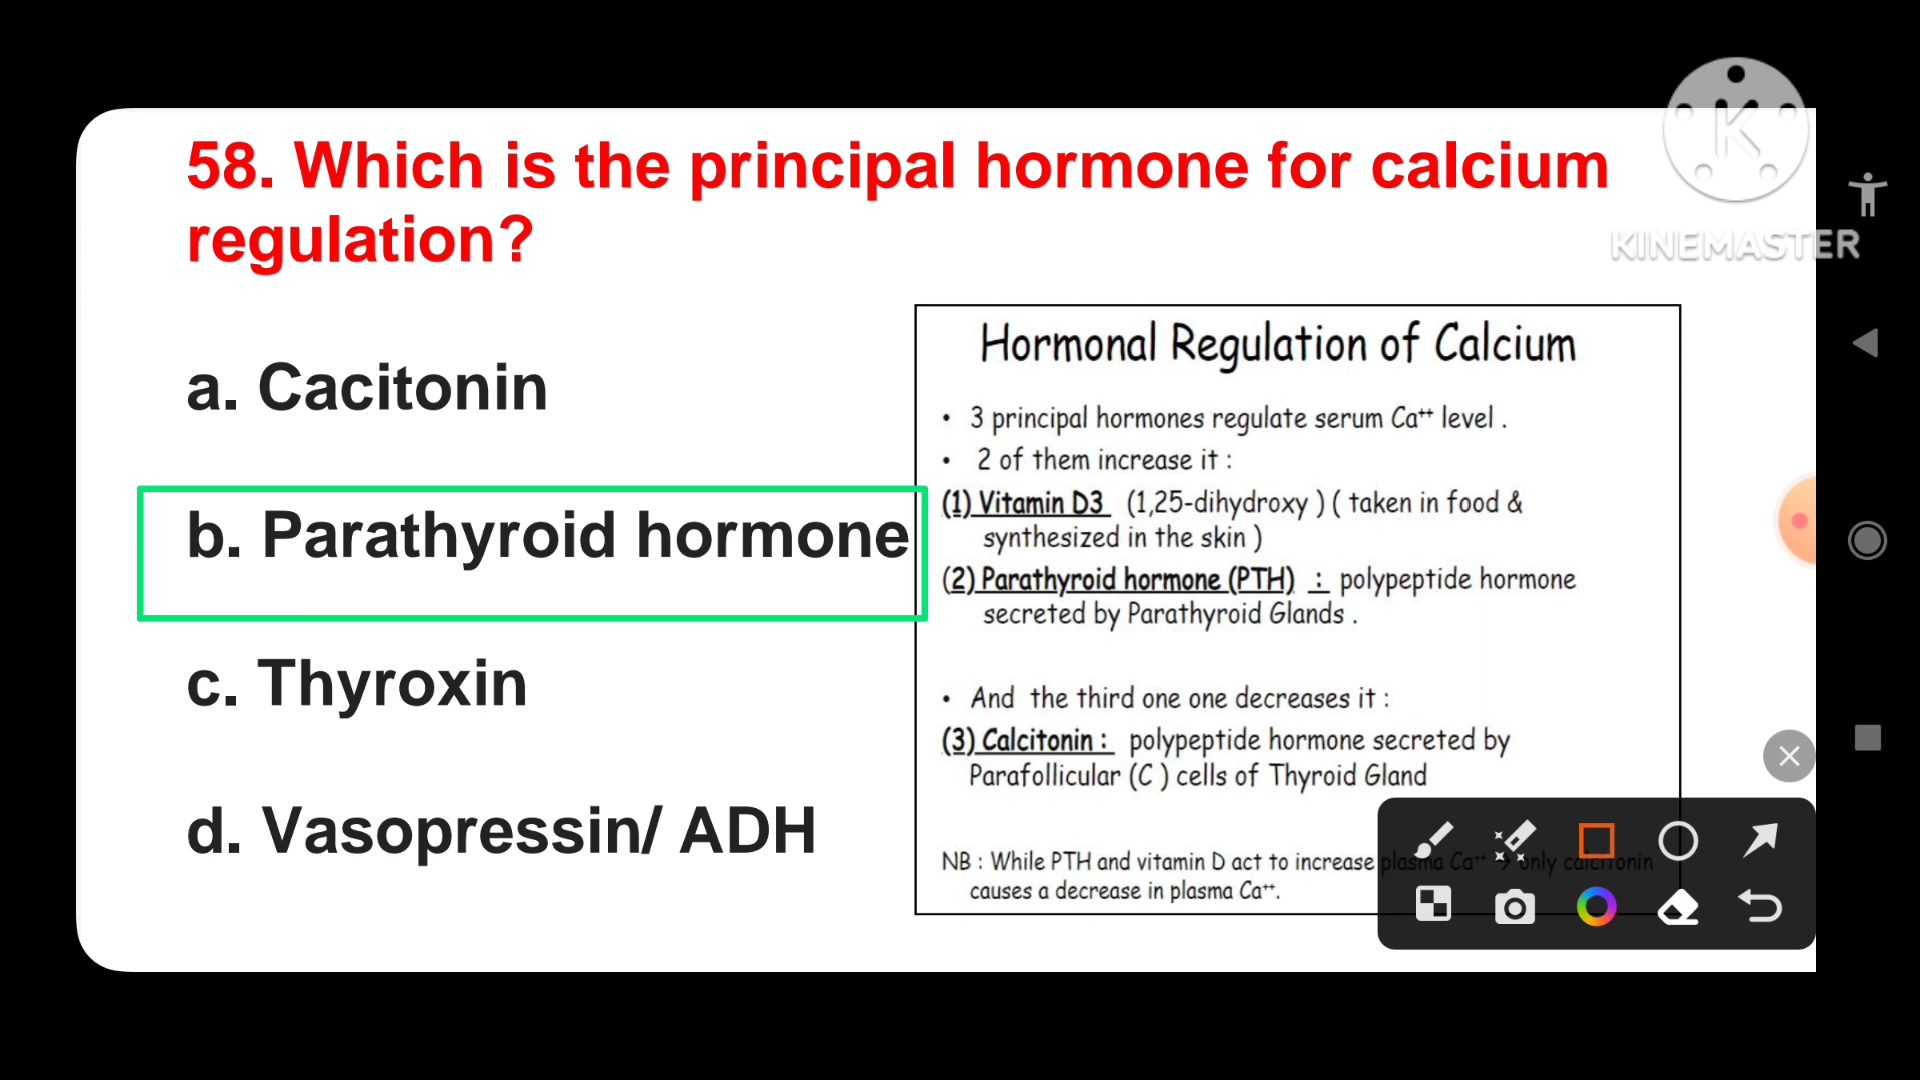 58. Which is the principal hormone for calcium
regulation?
a. Cacitonin
b. Parathyroid hormone
c. Thyroxin
d. Vasopressin/ ADH
Hormonal Regulation of Calcium
• 3 principal hormones regulate serum Ca⁺⁺ level .
• 2 of them increase it :
(1) Vitamin D3 (1,25-dihydroxy ) ( taken in food &
synthesized in the skin )
(2) Parathyroid hormone (PTH) : polypeptide hormone
secreted by Parathyroid Glands .
• And the third one one decreases it :
(3) Calcitonin : polypeptide hormone secreted by
Parafollicular (C ) cells of Thyroid Gland
NB : While PTH and vitamin D act to increase plasma Ca⁺⁺ → only calcitonin
causes a decrease in plasma Ca⁺⁺.
K
KINEMASTER